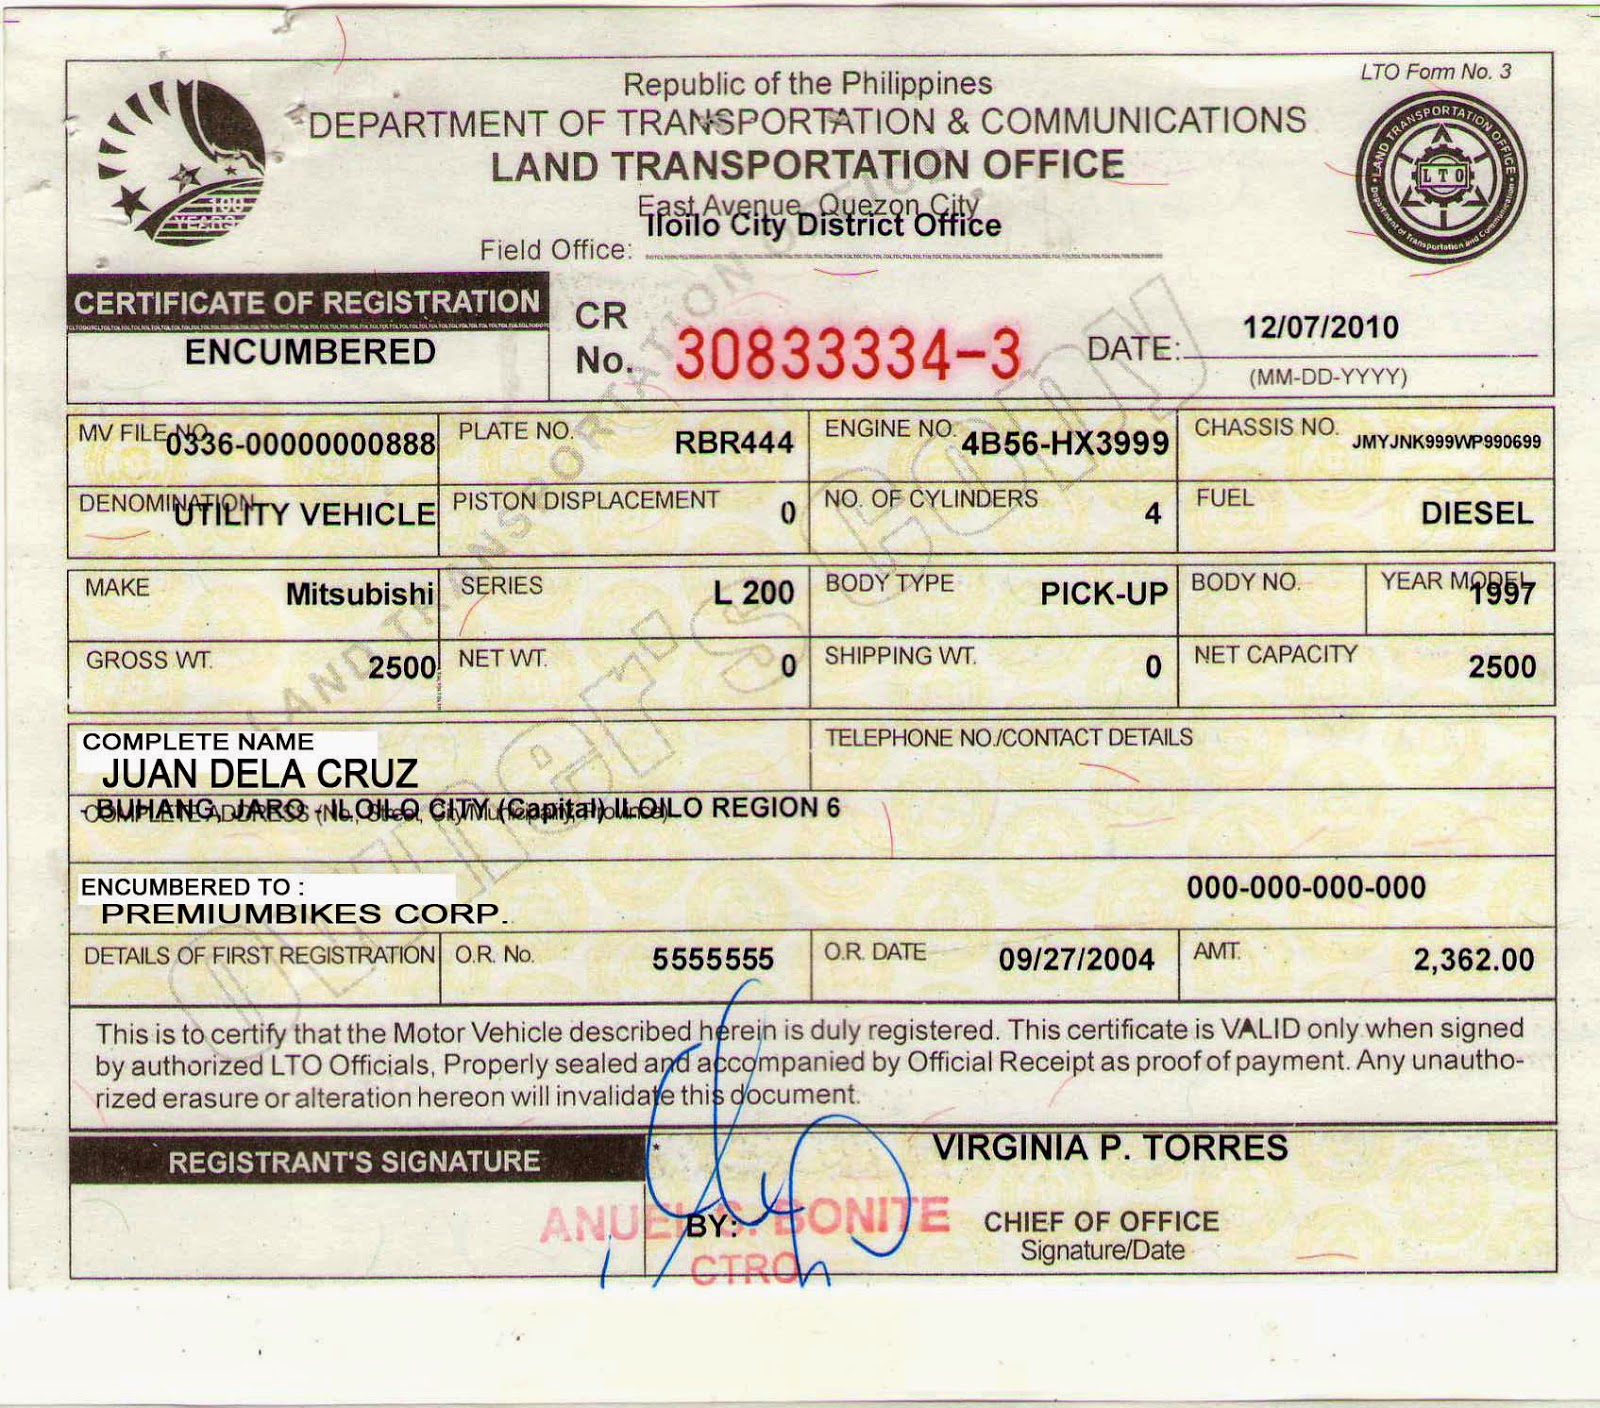 LTO Form No. 3
Republic of the Philippines
DEPARTMENT OF TRANSPORTATION & COMMUNICATIONS
LAND TRANSPORTATION OFFICE
East Avenue, Quezon City
Iloilo City District Office
Field Office:
100 YEARS
LAND TRANSPORTATION OFFICE
LTO
Department of Transportation and Communication
CERTIFICATE OF REGISTRATION
ENCUMBERED
CR No. 30833334-3
DATE: 12/07/2010
(MM-DD-YYYY)
MV FILE NO. 0336-00000000888 PLATE NO. RBR444 ENGINE NO. 4B56-HX3999 CHASSIS NO. JMYJNK999WP990699
DENOMINATION UTILITY VEHICLE PISTON DISPLACEMENT 0 NO. OF CYLINDERS 4 FUEL DIESEL
MAKE Mitsubishi SERIES L 200 BODY TYPE PICK-UP BODY NO. YEAR MODEL 1997
GROSS WT. 2500 NET WT. 0 SHIPPING WT. 0 NET CAPACITY 2500
COMPLETE NAME TELEPHONE NO./CONTACT DETAILS
JUAN DELA CRUZ
COMPLETE ADDRESS (No., Street, City/Municipality, Province)
- BUHANG, JARO - ILOILO CITY (Capital) ILOILO REGION 6
ENCUMBERED TO : 000-000-000-000
PREMIUMBIKES CORP.
DETAILS OF FIRST REGISTRATION O.R. No. 5555555 O.R. DATE 09/27/2004 AMT. 2,362.00
This is to certify that the Motor Vehicle described herein is duly registered. This certificate is VALID only when signed
by authorized LTO Officials, Properly sealed and accompanied by Official Receipt as proof of payment. Any unautho-
rized erasure or alteration hereon will invalidate this document.
REGISTRANT'S SIGNATURE
VIRGINIA P. TORRES
ANUEL S. BONITE
BY:
CTRO
CHIEF OF OFFICE
Signature/Date
LAND TRANSPORTATION OFFICE
Owner's Copy